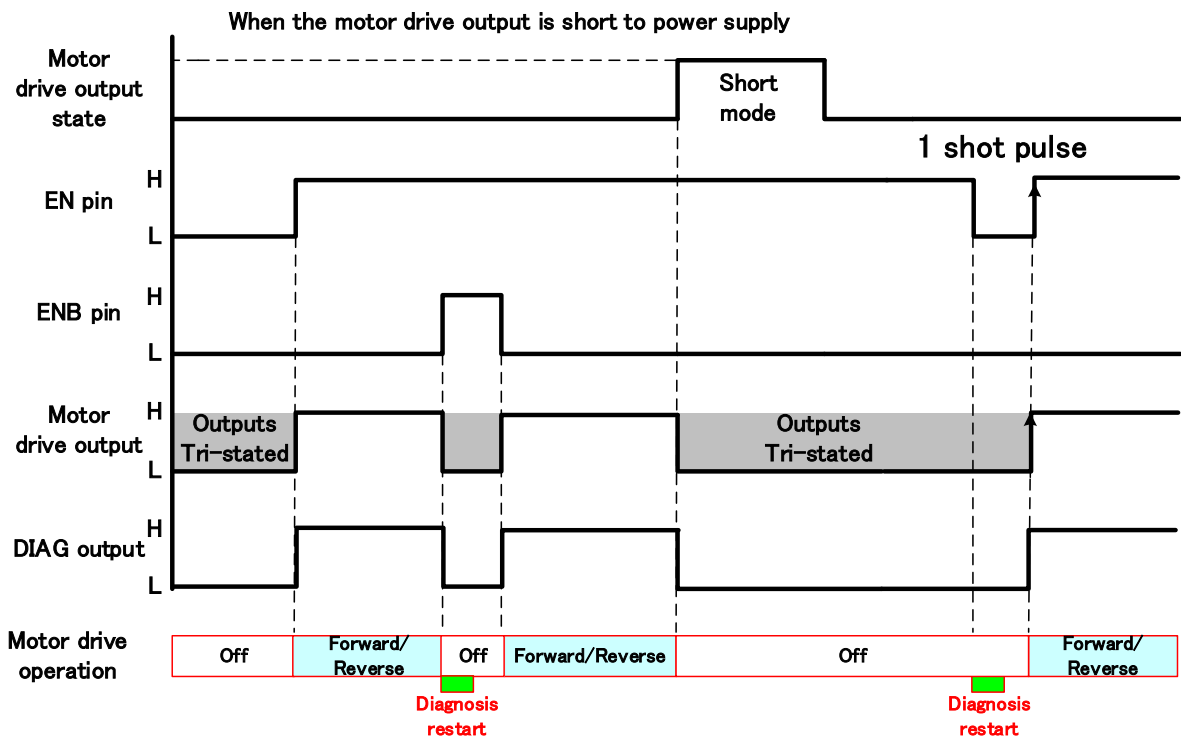 When the motor drive output is short to power supply
Motor
drive output
state
Short
mode
1 shot pulse
H
EN pin
L
H
ENB pin
L
Motor
drive output
H
L
Outputs
Tri-stated
Outputs
Tri-stated
H
DIAG output
L
Motor drive
operation
Off
Forward/
Reverse
Off
Forward/Reverse
Off
Forward/
Reverse
Diagnosis
restart
Diagnosis
restart